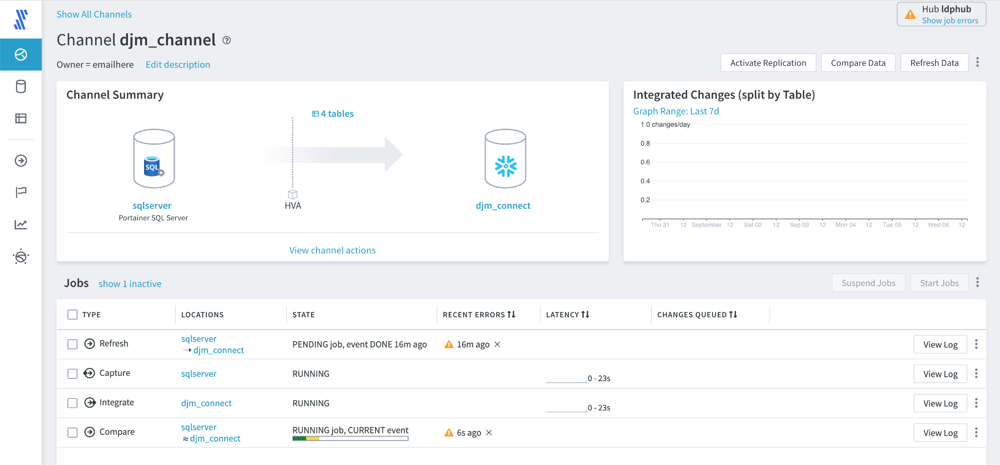 Show All Channels
Hub ldphub
Show job errors
Channel djm_channel ?
Owner = emailhere Edit description
Activate Replication Compare Data Refresh Data
Channel Summary
4 tables
SQL
sqlserver
Portainer SQL Server
HVA
djm_connect
View channel actions
Integrated Changes (split by Table)
Graph Range: Last 7d
1.0 changes/day
0.8
0.6
0.4
0.2
Thu 31 12 September 12 Sat 02 12 Sep 03 12 Mon 04 12 Tue 05 12 Wed 06 12
Jobs show 1 inactive
Suspend Jobs Start Jobs
TYPE LOCATIONS STATE RECENT ERRORS LATENCY CHANGES QUEUED
Refresh sqlserver
→ djm_connect PENDING job, event DONE 16m ago 16m ago × View Log
Capture sqlserver RUNNING 0 - 23s View Log
Integrate djm_connect RUNNING 0 - 23s View Log
Compare sqlserver
≈ djm_connect RUNNING job, CURRENT event 6s ago × View Log